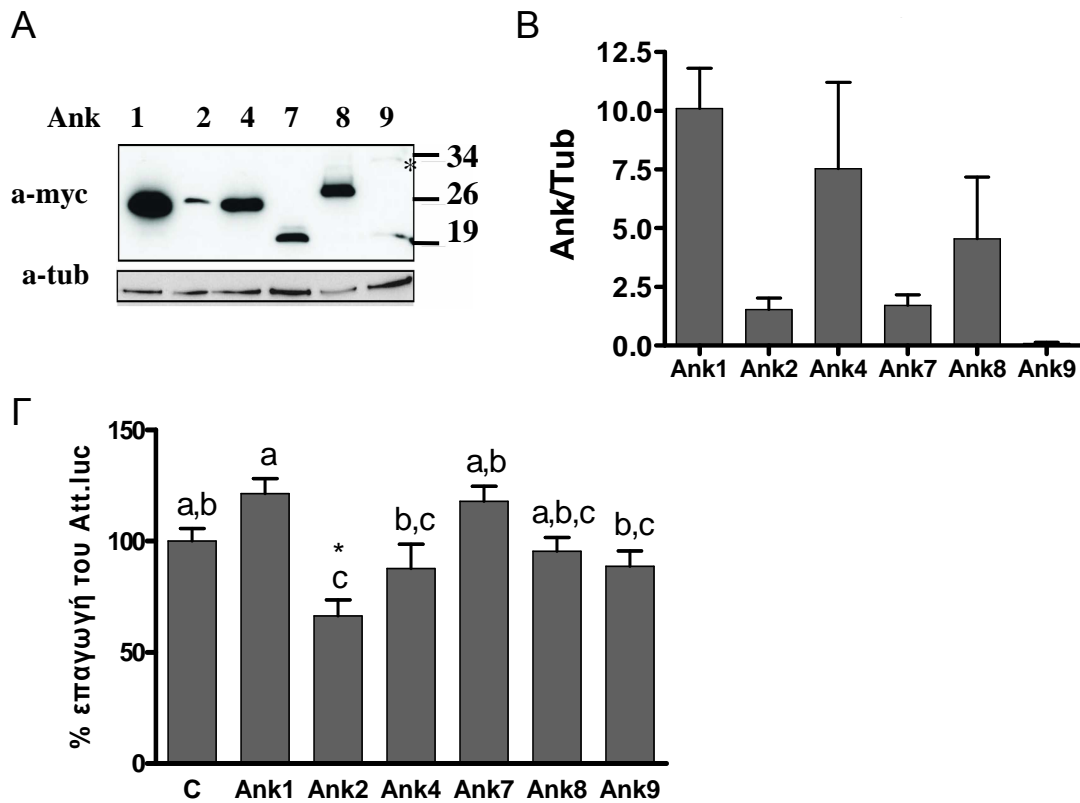 A
Ank 1 2 4 7 8 9
a-myc
34
*
26
19
a-tub
B
Ank/Tub
12.5
10.0
7.5
5.0
2.5
0.0
Ank1 Ank2 Ank4 Ank7 Ank8 Ank9
Γ
% επαγωγή του Att.luc
150
100
50
0
a,b
a
*
c
b,c
a,b
a,b,c
b,c
C Ank1 Ank2 Ank4 Ank7 Ank8 Ank9